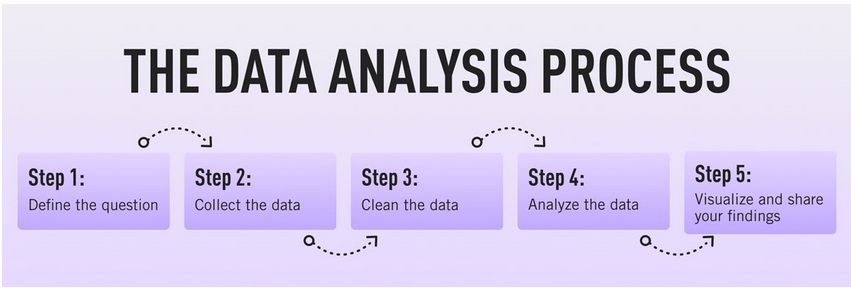 THE DATA ANALYSIS PROCESS
Step 1:
Define the question
Step 2:
Collect the data
Step 3:
Clean the data
Step 4:
Analyze the data
Step 5:
Visualize and share
your findings